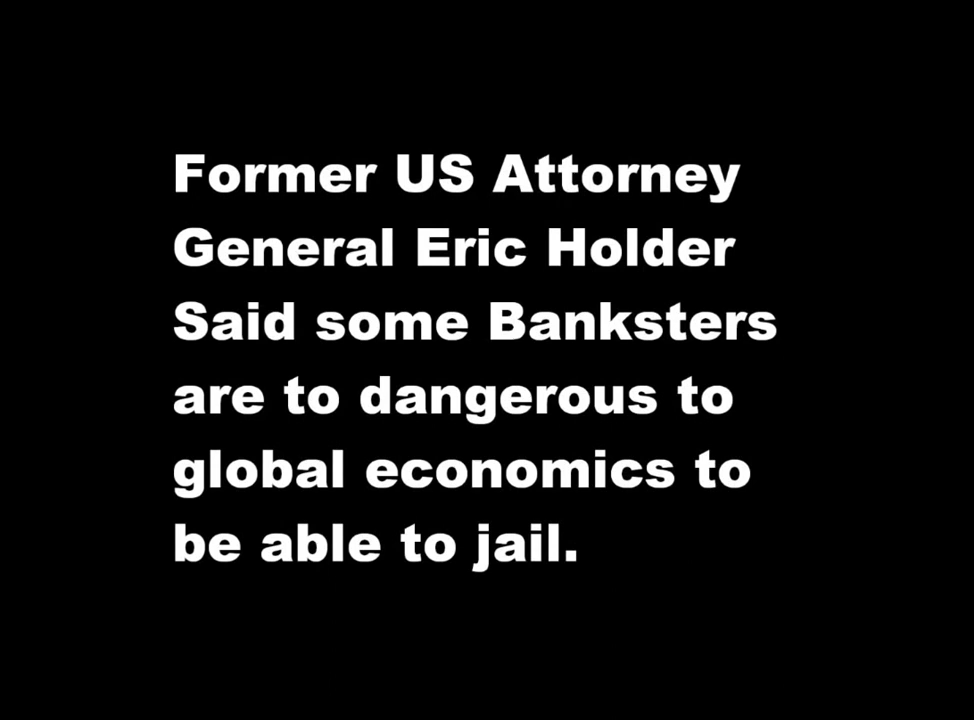 Former US Attorney
General Eric Holder
Said some Banksters
are to dangerous to
global economics to
be able to jail.